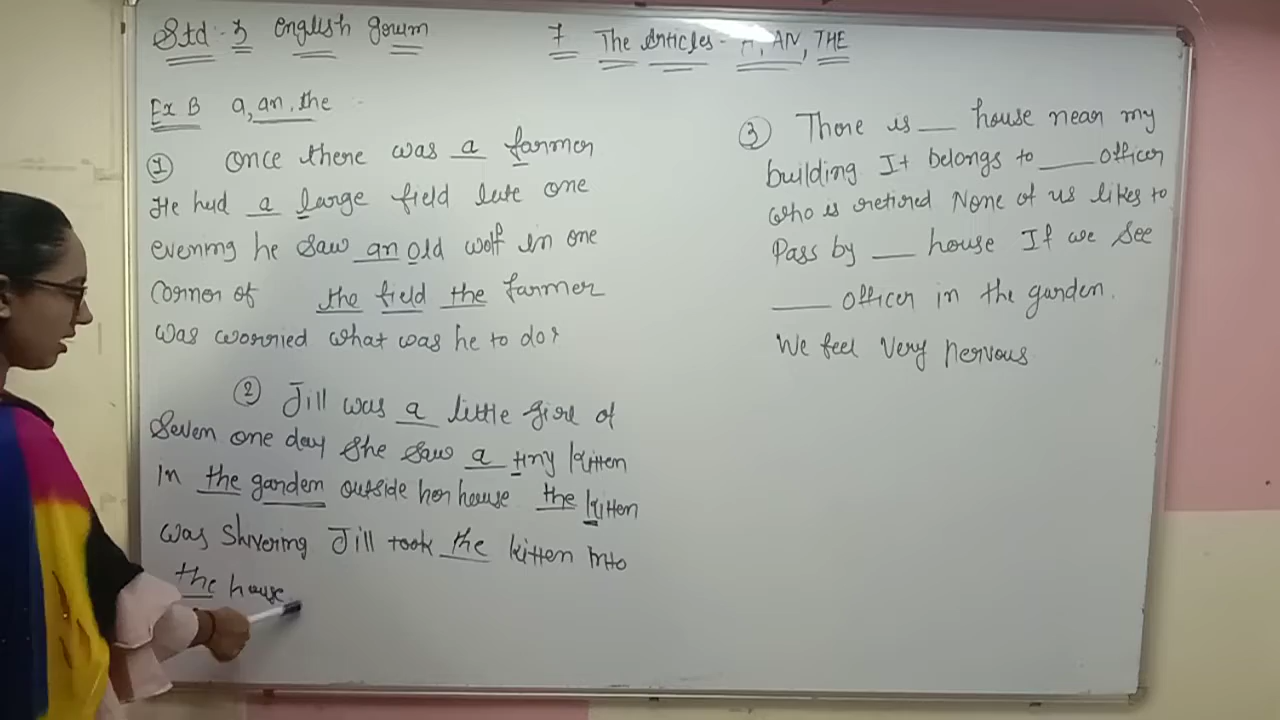 Std : 3 English goum
7 The Articles - A, AN, THE
Ex B a, an, the
① Once there was a farmer
He had a large field late one
evening he saw an old wolf in one
corner of the field the farmer
was worried what was he to do?
② Jill was a little girl of
Seven one day she saw a tiny kitten
in the garden outside her house the kitten
was shivering Jill took the kitten into
the house
③ There is __ house near my
building It belongs to ____ officer
who is retired None of us likes to
Pass by ___ house If we see
____ officer in the garden.
We feel very nervous